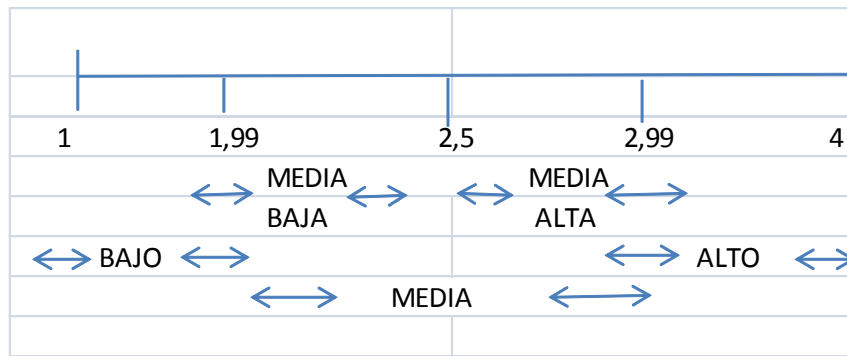 1 1,99 2,5 2,99 4
MEDIA MEDIA
BAJA ALTA
BAJO ALTO
MEDIA